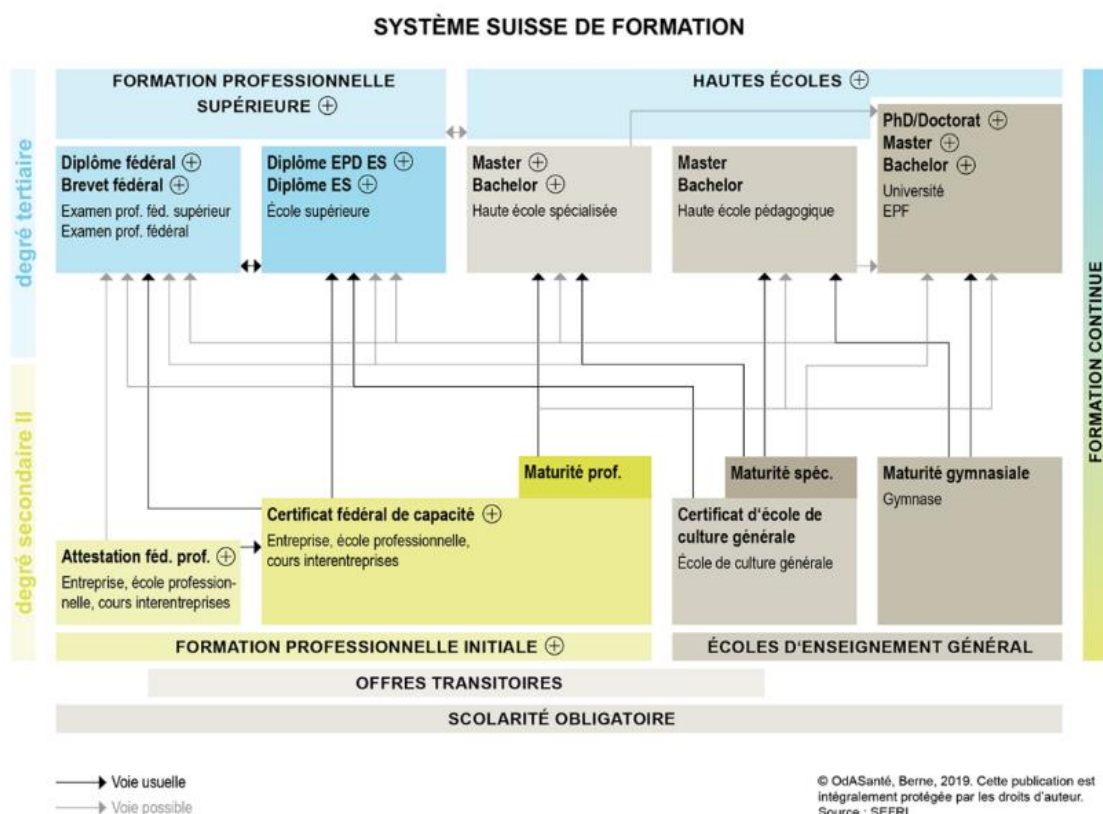 SYSTÈME SUISSE DE FORMATION
FORMATION PROFESSIONNELLE
SUPÉRIEURE
HAUTES ÉCOLES
degré tertiaire
Diplôme fédéral
Brevet fédéral
Examen prof. féd. supérieur
Examen prof. fédéral
Diplôme EPD ES
Diplôme ES
École supérieure
Master
Bachelor
Haute école spécialisée
Master
Bachelor
Haute école pédagogique
PhD/Doctorat
Master
Bachelor
Université
EPF
FORMATION CONTINUE
degré secondaire II
Attestation féd. prof.
Entreprise, école profession-
nelle, cours interentreprises
Maturité prof.
Certificat fédéral de capacité
Entreprise, école professionnelle,
cours interentreprises
Maturité spéc.
Certificat d'école de
culture générale
École de culture générale
Maturité gymnasiale
Gymnase
FORMATION PROFESSIONNELLE INITIALE
ÉCOLES D'ENSEIGNEMENT GÉNÉRAL
OFFRES TRANSITOIRES
SCOLARITÉ OBLIGATOIRE
Voie usuelle
Voie possible
© OdASanté, Berne, 2019. Cette publication est
intégralement protégée par les droits d'auteur.
Source : SEFRI